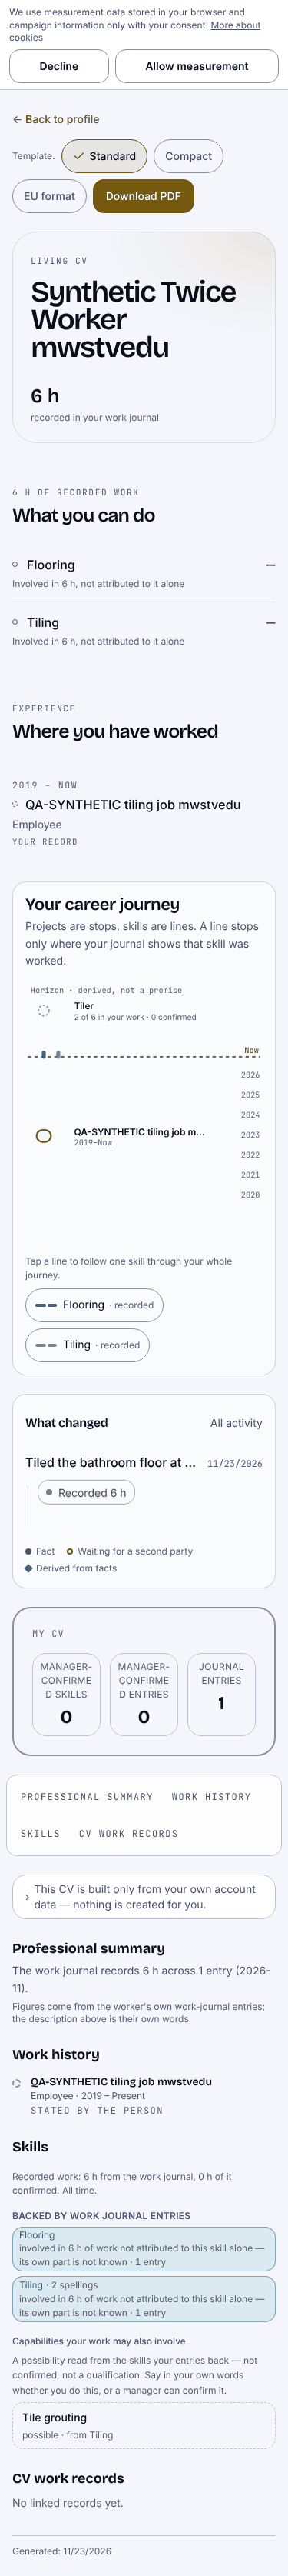 We use measurement data stored in your browser and
campaign information only with your consent. More about
cookies
Decline
Allow measurement
← Back to profile
Template:
✓ Standard
Compact
EU format
Download PDF
LIVING CV
Synthetic Twice
Worker
mwstvedu
6 h
recorded in your work journal
6 H OF RECORDED WORK
What you can do
Flooring —
Involved in 6 h, not attributed to it alone
Tiling —
Involved in 6 h, not attributed to it alone
EXPERIENCE
Where you have worked
2019 – NOW
QA-SYNTHETIC tiling job mwstvedu
Employee
YOUR RECORD
Your career journey
Projects are stops, skills are lines. A line stops
only where your journal shows that skill was
worked.
Horizon · derived, not a promise
Tiler
2 of 6 in your work · 0 confirmed
Now
2026
2025
2024
QA-SYNTHETIC tiling job m... 2023
2019–Now
2022
2021
2020
Tap a line to follow one skill through your whole
journey.
Flooring · recorded
Tiling · recorded
What changed
All activity
Tiled the bathroom floor at ... 11/23/2026
Recorded 6 h
Fact
Waiting for a second party
Derived from facts
MY CV
MANAGER-
CONFIRME
D SKILLS
0
MANAGER-
CONFIRME
D ENTRIES
0
JOURNAL
ENTRIES
1
PROFESSIONAL SUMMARY
WORK HISTORY
SKILLS
CV WORK RECORDS
› This CV is built only from your own account
data — nothing is created for you.
Professional summary
The work journal records 6 h across 1 entry (2026-
11).
Figures come from the worker's own work-journal entries;
the description above is their own words.
Work history
QA-SYNTHETIC tiling job mwstvedu
Employee · 2019 – Present
STATED BY THE PERSON
Skills
Recorded work: 6 h from the work journal, 0 h of it
confirmed. All time.
BACKED BY WORK JOURNAL ENTRIES
Flooring
involved in 6 h of work not attributed to this skill alone —
its own part is not known · 1 entry
Tiling · 2 spellings
involved in 6 h of work not attributed to this skill alone —
its own part is not known · 1 entry
Capabilities your work may also involve
A possibility read from the skills your entries back — not
confirmed, not a qualification. Say in your own words
whether you do this, or a manager can confirm it.
Tile grouting
possible · from Tiling
CV work records
No linked records yet.
Generated: 11/23/2026